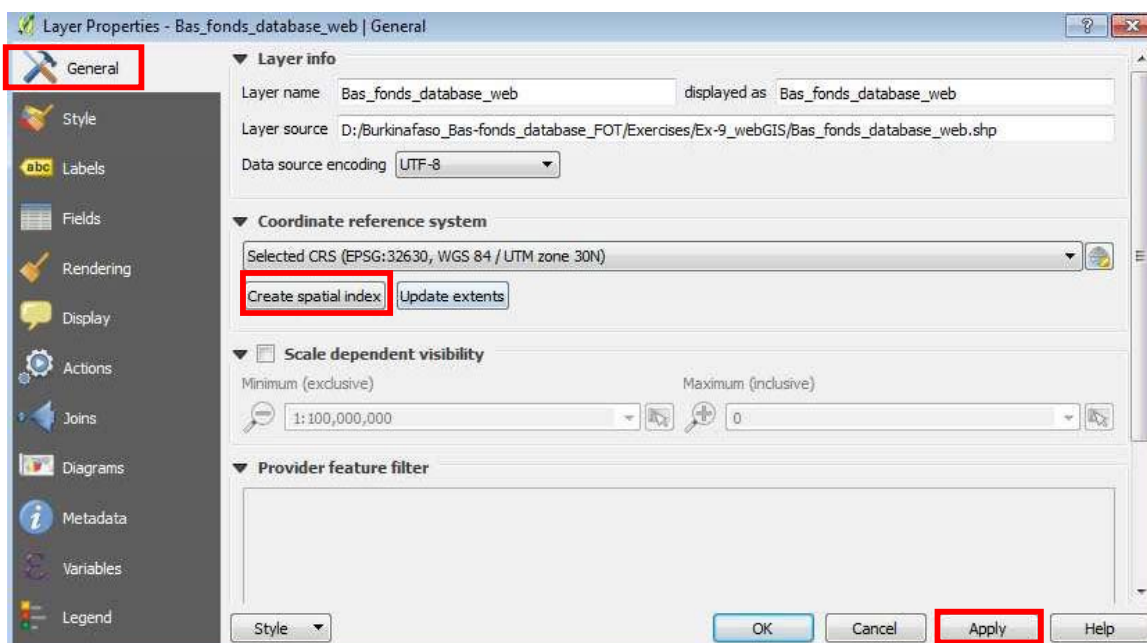 Layer Properties - Bas_fonds_database_web | General
General
Style
abc Labels
Fields
Rendering
Display
Actions
Joins
Diagrams
Metadata
Variables
Legend
Layer info
Layer name Bas_fonds_database_web displayed as Bas_fonds_database_web
Layer source D:/Burkinafaso_Bas-fonds_database_FOT/Exercises/Ex-9_webGIS/Bas_fonds_database_web.shp
Data source encoding UTF-8
Coordinate reference system
Selected CRS (EPSG:32630, WGS 84 / UTM zone 30N)
Create spatial index Update extents
Scale dependent visibility
Minimum (exclusive) Maximum (inclusive)
1:100,000,000 0
Provider feature filter
Style OK Cancel Apply Help